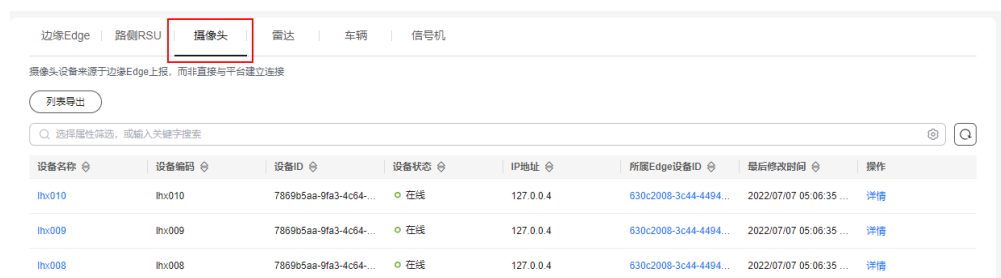 边缘Edge 路侧RSU 摄像头 雷达 车辆 信号机
摄像头设备来源于边缘Edge上报，而非直接与平台建立连接
列表导出
选择属性筛选，或输入关键字搜索
设备名称 设备编码 设备ID 设备状态 IP地址 所属Edge设备ID 最后修改时间 操作
lhx010 lhx010 7869b5aa-9fa3-4c64-... 在线 127.0.0.4 630c2008-3c44-4494... 2022/07/07 05:06:35 ... 详情
lhx009 lhx009 7869b5aa-9fa3-4c64-... 在线 127.0.0.4 630c2008-3c44-4494... 2022/07/07 05:06:35 ... 详情
lhx008 lhx008 7869b5aa-9fa3-4c64-... 在线 127.0.0.4 630c2008-3c44-4494... 2022/07/07 05:06:35 ... 详情